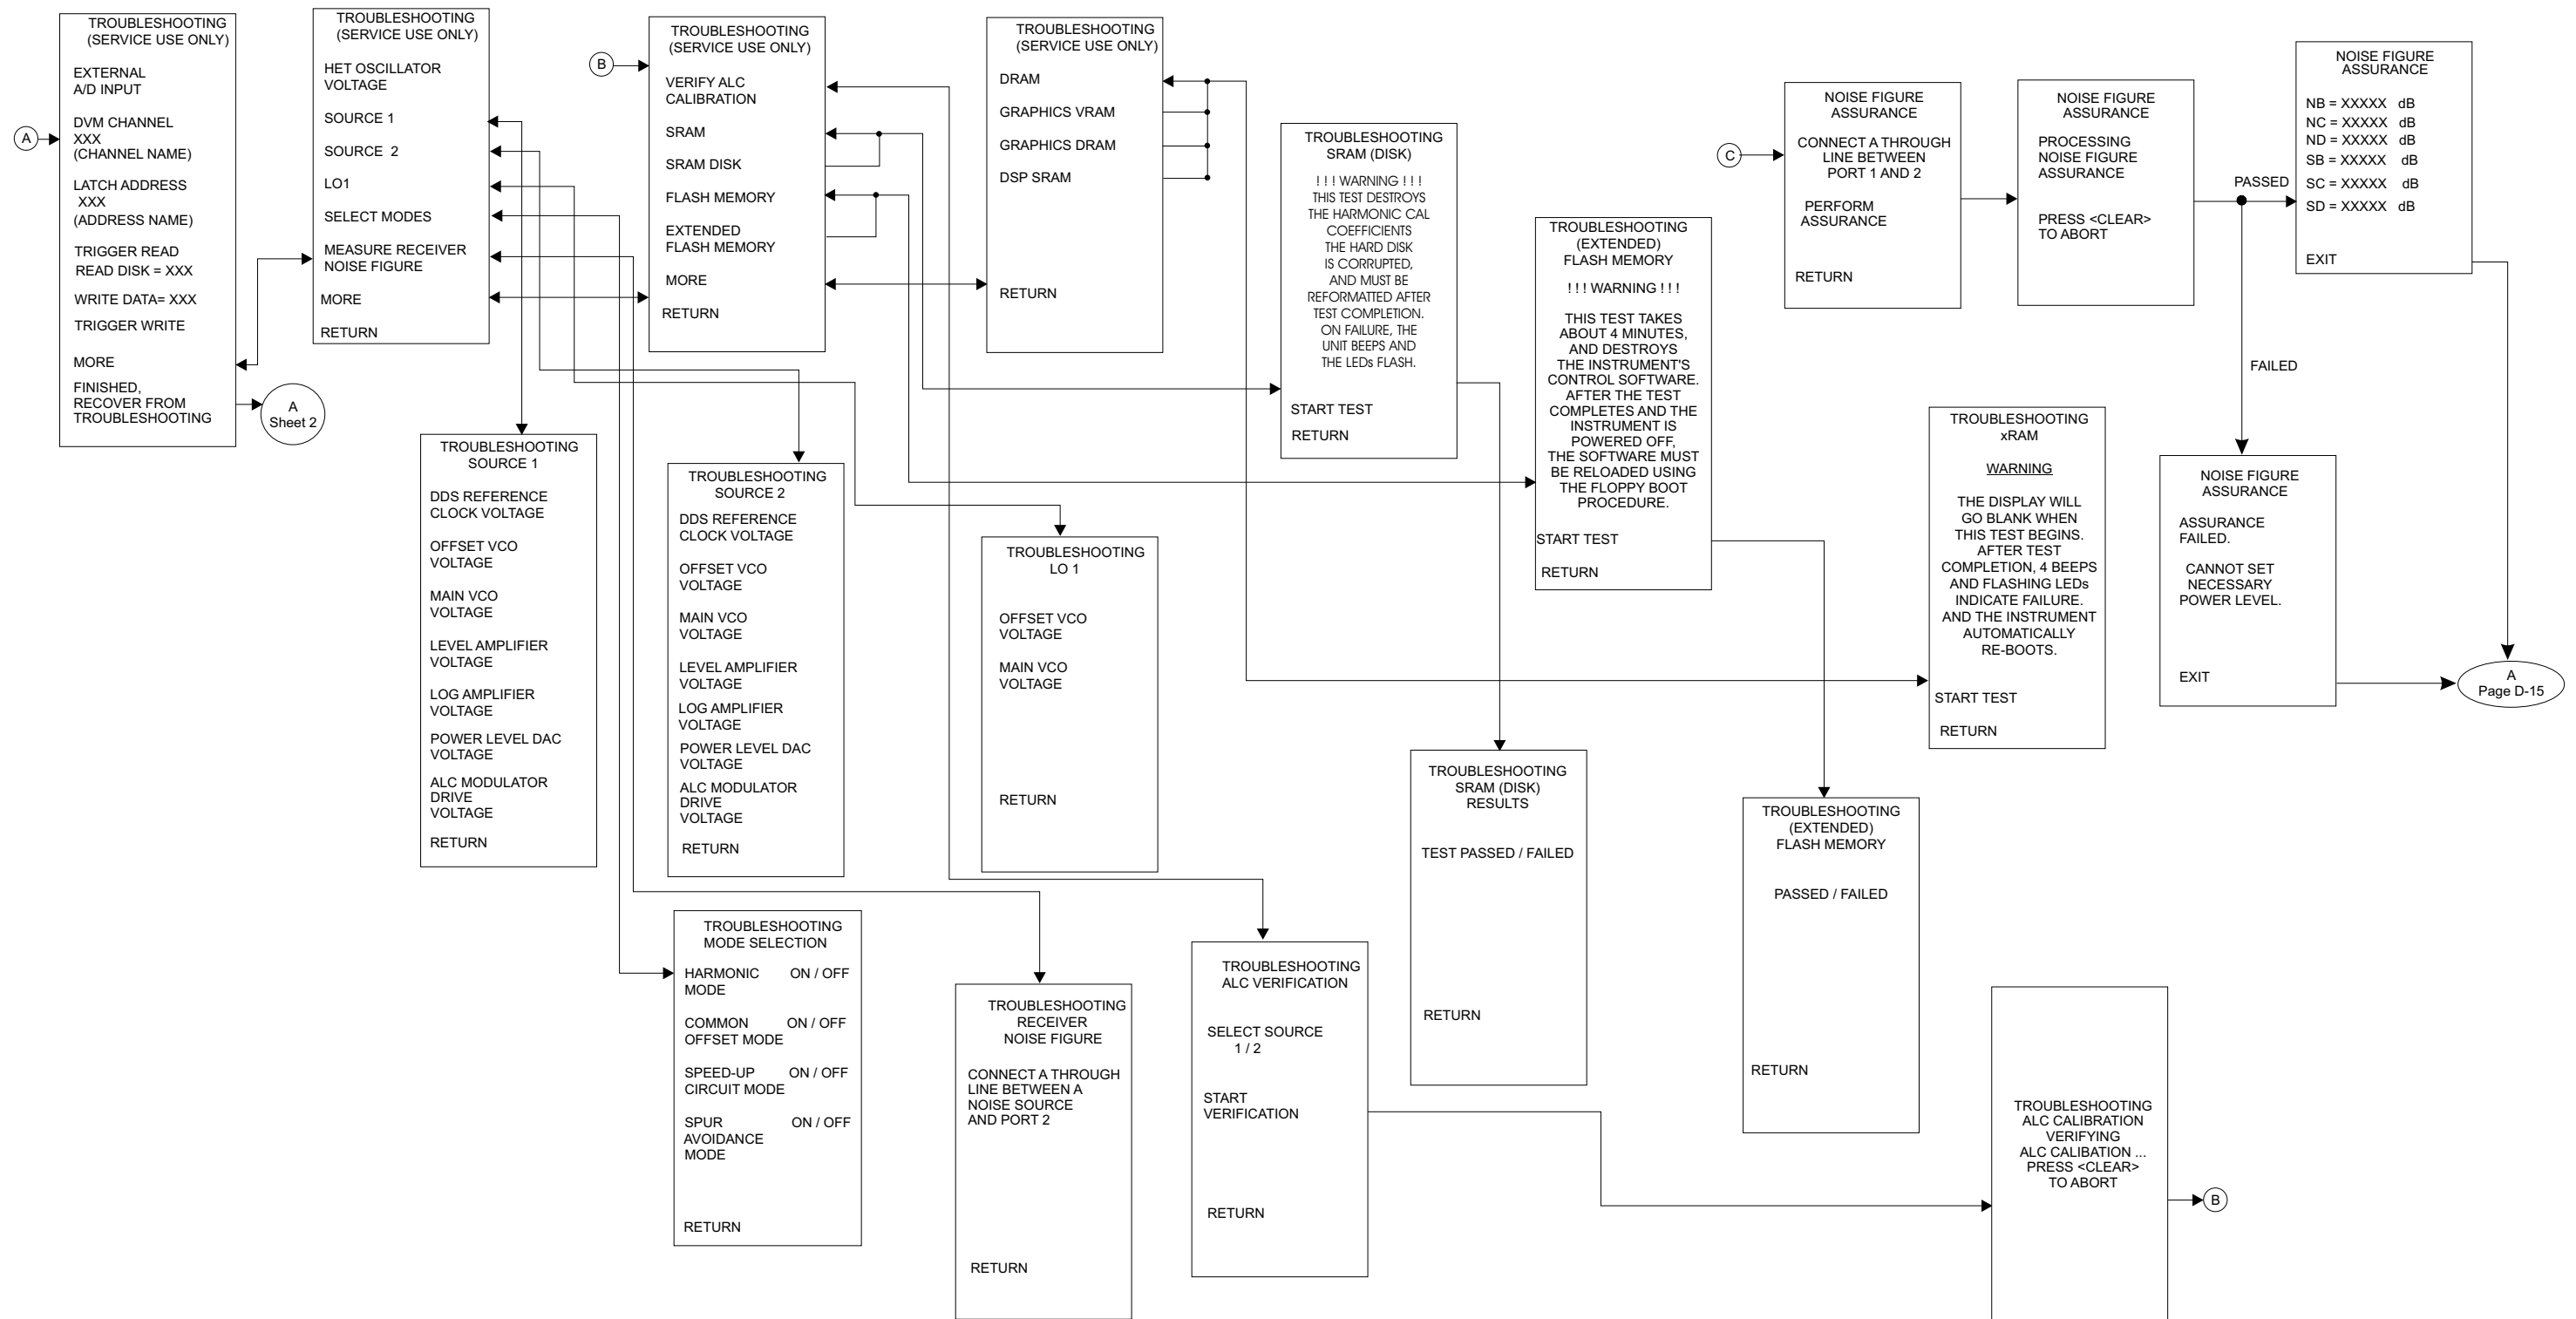 A
TROUBLESHOOTING
(SERVICE USE ONLY)
EXTERNAL
A/D INPUT
DVM CHANNEL
XXX
(CHANNEL NAME)
LATCH ADDRESS
XXX
(ADDRESS NAME)
TRIGGER READ
READ DISK = XXX
WRITE DATA= XXX
TRIGGER WRITE
MORE
FINISHED,
RECOVER FROM
TROUBLESHOOTING
A
Sheet 2
TROUBLESHOOTING
(SERVICE USE ONLY)
HET OSCILLATOR
VOLTAGE
SOURCE 1
SOURCE 2
LO1
SELECT MODES
MEASURE RECEIVER
NOISE FIGURE
MORE
RETURN
B
TROUBLESHOOTING
(SERVICE USE ONLY)
VERIFY ALC
CALIBRATION
SRAM
SRAM DISK
FLASH MEMORY
EXTENDED
FLASH MEMORY
MORE
RETURN
TROUBLESHOOTING
(SERVICE USE ONLY)
DRAM
GRAPHICS VRAM
GRAPHICS DRAM
DSP SRAM
RETURN
TROUBLESHOOTING
SRAM (DISK)
! ! ! WARNING ! ! !
THIS TEST DESTROYS
THE HARMONIC CAL
COEFFICIENTS
THE HARD DISK
IS CORRUPTED,
AND MUST BE
REFORMATTED AFTER
TEST COMPLETION.
ON FAILURE, THE
UNIT BEEPS AND
THE LEDs FLASH.
START TEST
RETURN
TROUBLESHOOTING
(EXTENDED)
FLASH MEMORY
! ! ! WARNING ! ! !
THIS TEST TAKES
ABOUT 4 MINUTES,
AND DESTROYS
THE INSTRUMENT'S
CONTROL SOFTWARE.
AFTER THE TEST
COMPLETES AND THE
INSTRUMENT IS
POWERED OFF,
THE SOFTWARE MUST
BE RELOADED USING
THE FLOPPY BOOT
PROCEDURE.
START TEST
RETURN
C
NOISE FIGURE
ASSURANCE
CONNECT A THROUGH
LINE BETWEEN
PORT 1 AND 2
PERFORM
ASSURANCE
RETURN
NOISE FIGURE
ASSURANCE
PROCESSING
NOISE FIGURE
ASSURANCE
PRESS <CLEAR>
TO ABORT
PASSED
FAILED
NOISE FIGURE
ASSURANCE
NB = XXXXX dB
NC = XXXXX dB
ND = XXXXX dB
SB = XXXXX dB
SC = XXXXX dB
SD = XXXXX dB
EXIT
TROUBLESHOOTING
xRAM
WARNING
THE DISPLAY WILL
GO BLANK WHEN
THIS TEST BEGINS.
AFTER TEST
COMPLETION, 4 BEEPS
AND FLASHING LEDs
INDICATE FAILURE.
AND THE INSTRUMENT
AUTOMATICALLY
RE-BOOTS.
START TEST
RETURN
NOISE FIGURE
ASSURANCE
ASSURANCE
FAILED.
CANNOT SET
NECESSARY
POWER LEVEL.
EXIT
A
Page D-15
TROUBLESHOOTING
SOURCE 1
DDS REFERENCE
CLOCK VOLTAGE
OFFSET VCO
VOLTAGE
MAIN VCO
VOLTAGE
LEVEL AMPLIFIER
VOLTAGE
LOG AMPLIFIER
VOLTAGE
POWER LEVEL DAC
VOLTAGE
ALC MODULATOR
DRIVE
VOLTAGE
RETURN
TROUBLESHOOTING
SOURCE 2
DDS REFERENCE
CLOCK VOLTAGE
OFFSET VCO
VOLTAGE
MAIN VCO
VOLTAGE
LEVEL AMPLIFIER
VOLTAGE
LOG AMPLIFIER
VOLTAGE
POWER LEVEL DAC
VOLTAGE
ALC MODULATOR
DRIVE
VOLTAGE
RETURN
TROUBLESHOOTING
LO 1
OFFSET VCO
VOLTAGE
MAIN VCO
VOLTAGE
RETURN
TROUBLESHOOTING
SRAM (DISK)
RESULTS
TEST PASSED / FAILED
RETURN
TROUBLESHOOTING
(EXTENDED)
FLASH MEMORY
PASSED / FAILED
RETURN
TROUBLESHOOTING
MODE SELECTION
HARMONIC ON / OFF
MODE
COMMON ON / OFF
OFFSET MODE
SPEED-UP ON / OFF
CIRCUIT MODE
SPUR ON / OFF
AVOIDANCE
MODE
RETURN
TROUBLESHOOTING
RECEIVER
NOISE FIGURE
CONNECT A THROUGH
LINE BETWEEN A
NOISE SOURCE
AND PORT 2
RETURN
TROUBLESHOOTING
ALC VERIFICATION
SELECT SOURCE
1 / 2
START
VERIFICATION
RETURN
TROUBLESHOOTING
ALC CALIBRATION
VERIFYING
ALC CALIBATION ...
PRESS <CLEAR>
TO ABORT
B